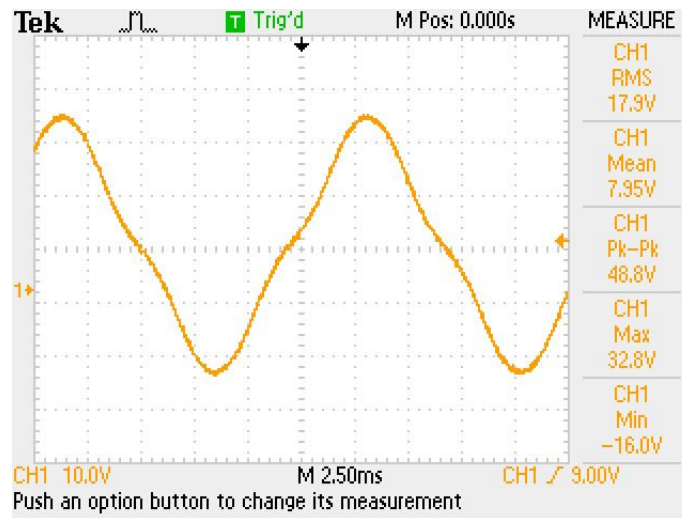 Tek T Trig'd M Pos: 0.000s MEASURE
CH1
RMS
17.9V
CH1
Mean
7.95V
CH1
Pk-Pk
48.8V
CH1
Max
32.8V
CH1
Min
-16.0V
1
CH1 10.0V M 2.50ms CH1 9.00V
Push an option button to change its measurement